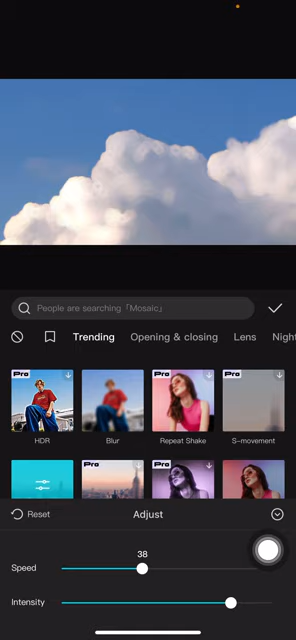 People are searching「Mosaic」
Trending Opening & closing Lens Night
Pro Pro Pro
HDR Blur Repeat Shake S-movement
Pro Pro
Reset Adjust
38
Speed
Intensity